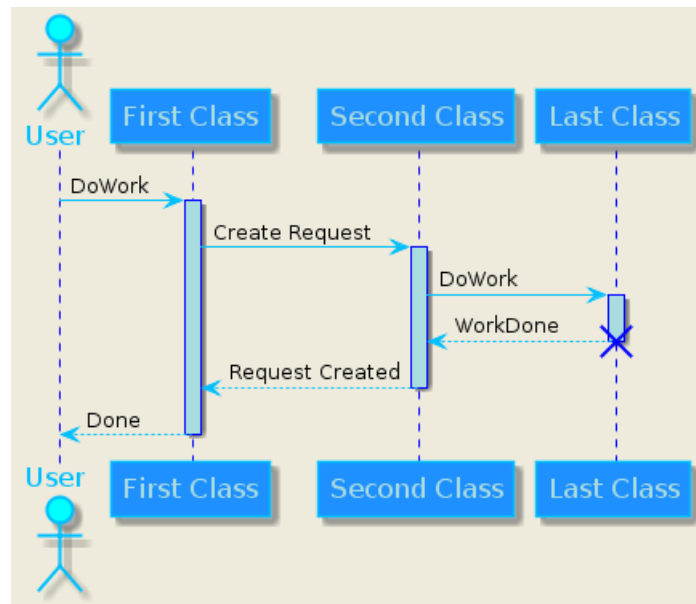 User
First Class
Second Class
Last Class
DoWork
Create Request
DoWork
WorkDone
Request Created
Done
User
First Class
Second Class
Last Class